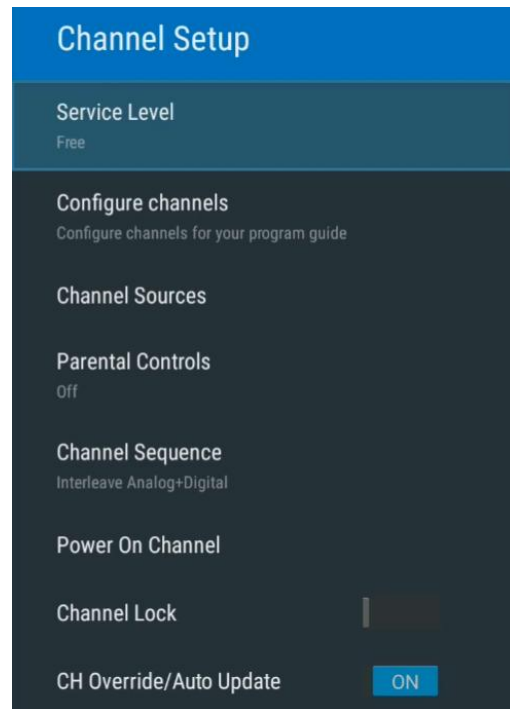 Channel Setup
Service Level
Free
Configure channels
Configure channels for your program guide
Channel Sources
Parental Controls
Off
Channel Sequence
Interleave Analog+Digital
Power On Channel
Channel Lock
CH Override/Auto Update
ON